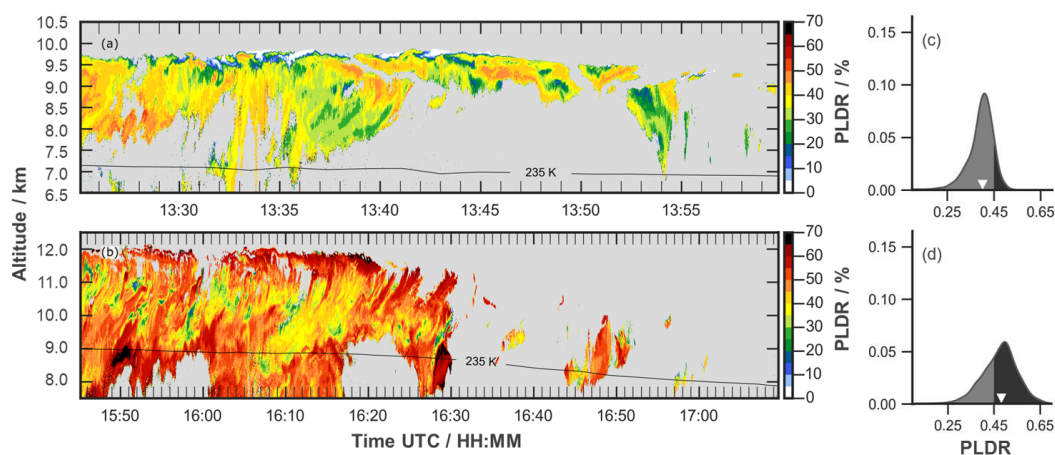 (a)
10.5
10.0
9.5
9.0
8.5
8.0
7.5
7.0
6.5
235 K
13:30 13:35 13:40 13:45 13:50 13:55
70
60
50
40
30
20
10
0
PLDR / %
(c)
0.15
0.10
0.05
0.00
0.25 0.45 0.65
Altitude / km
(b)
12.0
11.0
10.0
9.0
8.0
235 K
15:50 16:00 16:10 16:20 16:30 16:40 16:50 17:00
Time UTC / HH:MM
70
60
50
40
30
20
10
0
PLDR / %
(d)
0.15
0.10
0.05
0.00
0.25 0.45 0.65
PLDR